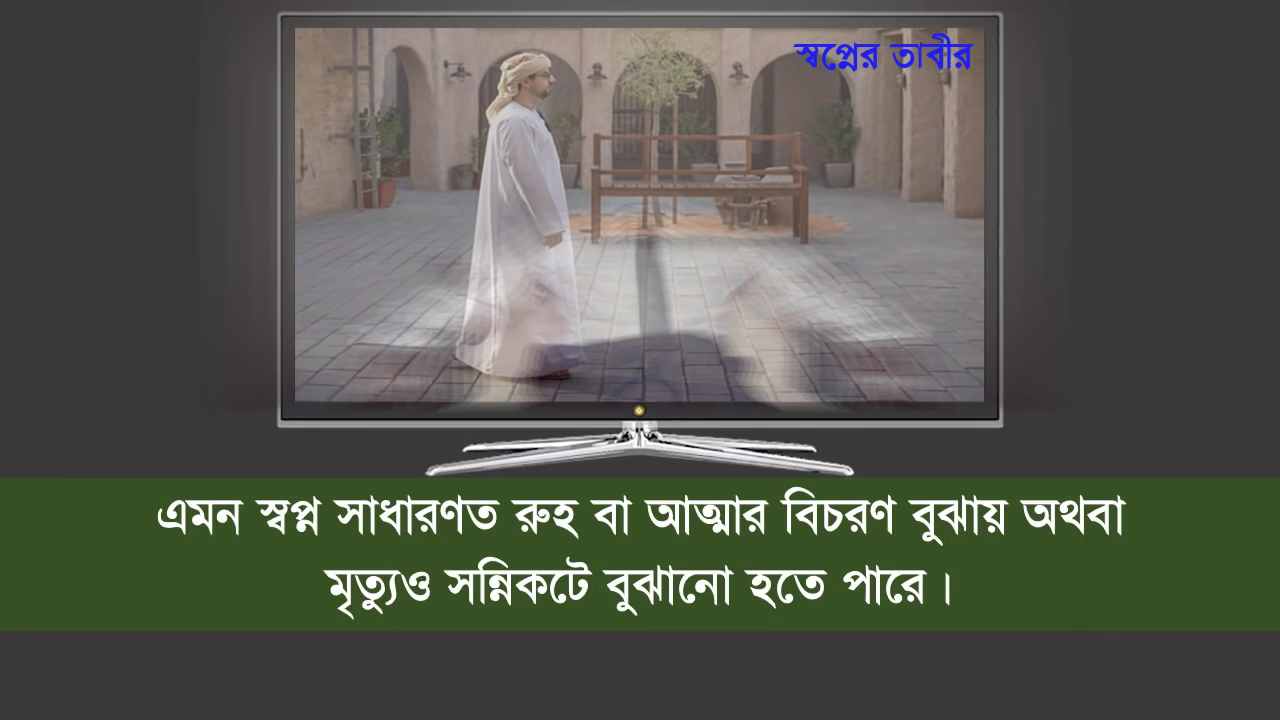 স্বপ্নের তাবীর
এমন স্বপ্ন সাধারণত রুহ বা আত্মার বিচরণ বুঝায় অথবা
মৃত্যুও সন্নিকটে বুঝানো হতে পারে।